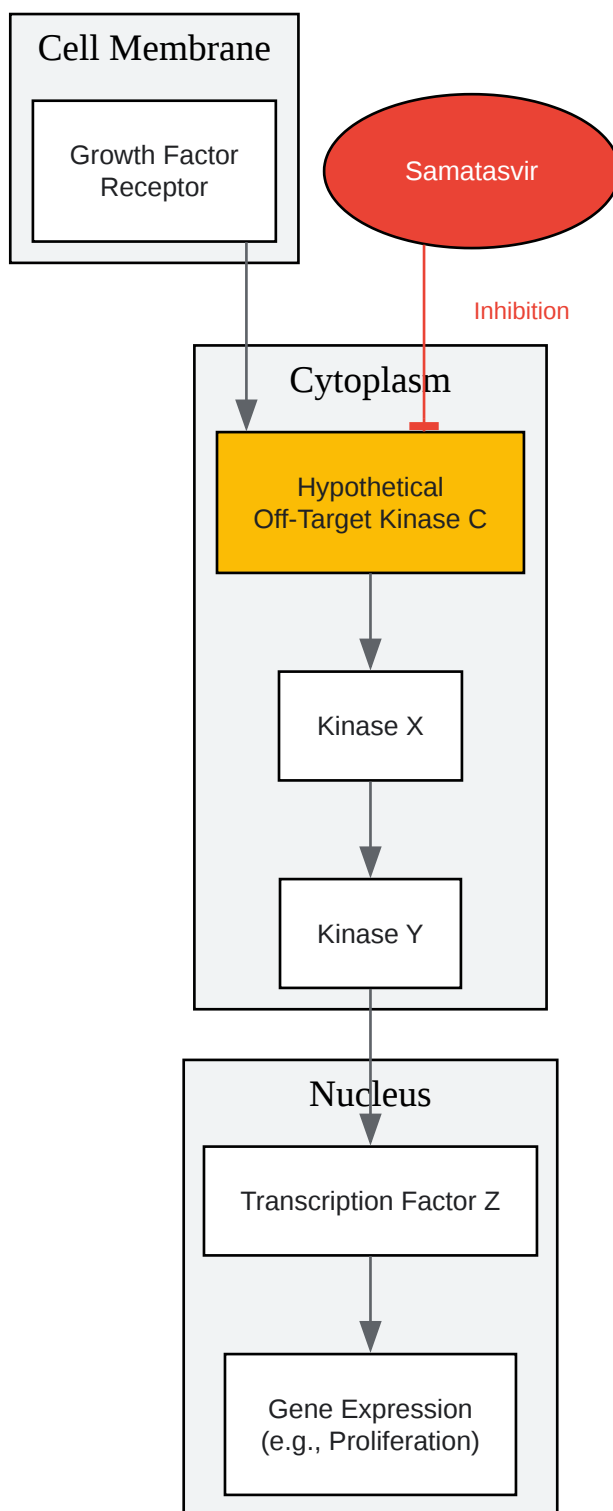 Cell Membrane
Growth Factor
Receptor
Samatasvir
Inhibition
Cytoplasm
Hypothetical
Off-Target Kinase C
Kinase X
Kinase Y
Nucleus
Transcription Factor Z
Gene Expression
(e.g., Proliferation)